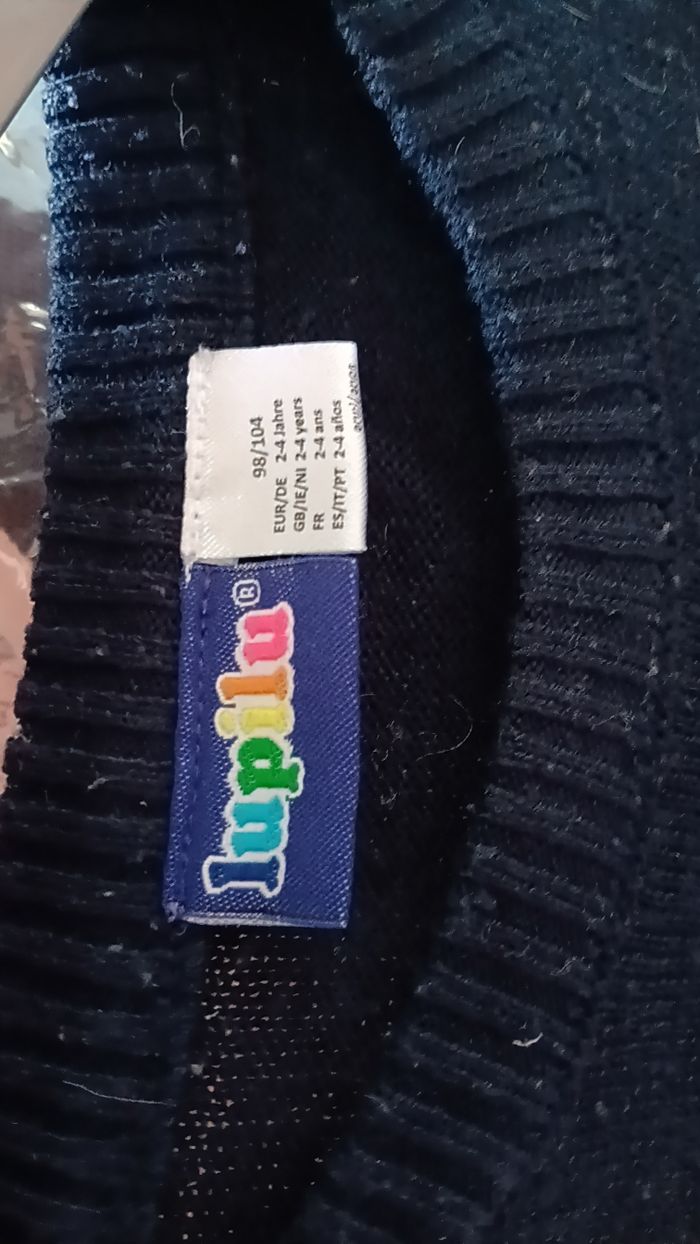 98/104
EUR/DE 2-4 Jahre
GB/IE/NI 2-4 years
FR 2-4 ans
ES/IT/PT 2-4 años
lupilu®